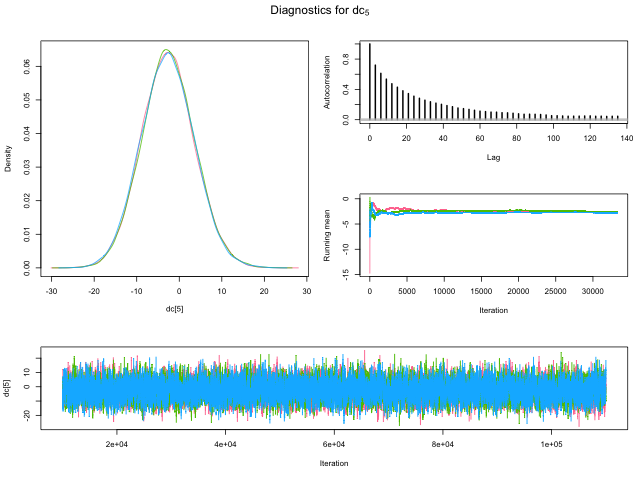 Diagnostics for dc5
Density
0.00 0.01 0.02 0.03 0.04 0.05 0.06
-30 -20 -10 0 10 20 30
dc[5]
Autocorrelation
0.0 0.4 0.8
0 20 40 60 80 100 120 140
Lag
Running mean
-15 -10 -5 0
0 5000 10000 15000 20000 25000 30000
Iteration
dc[5]
-20 0 10
2e+04 4e+04 6e+04 8e+04 1e+05
Iteration